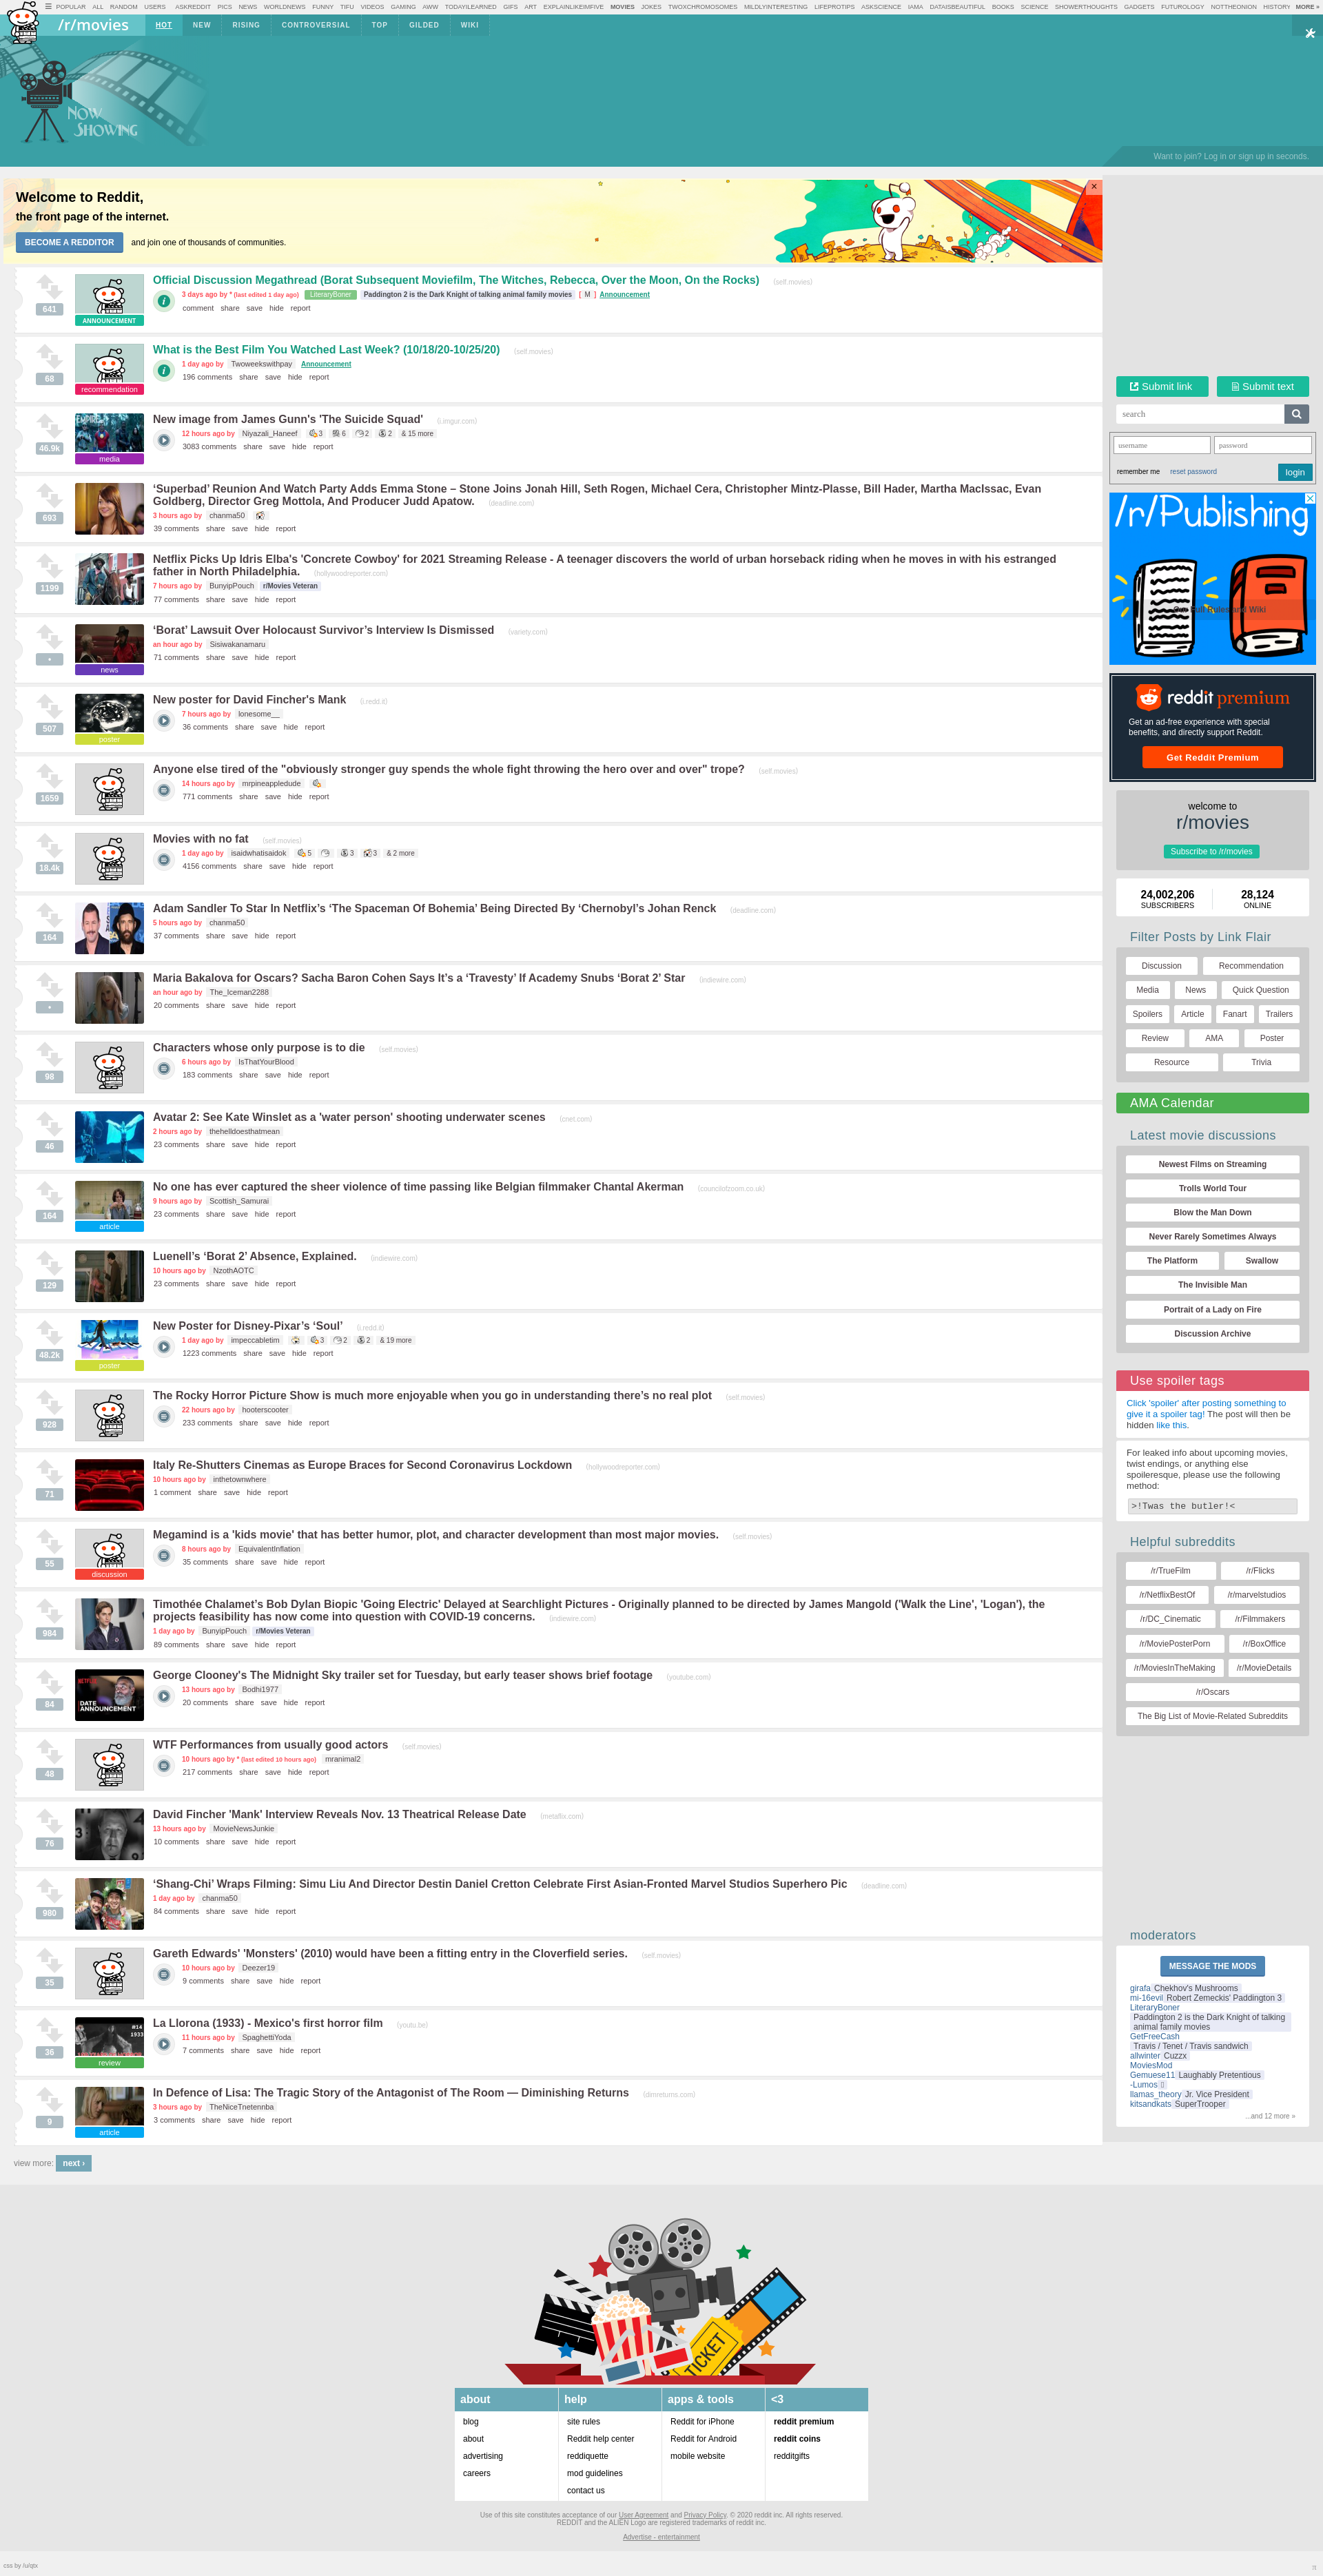 POPULAR ALL RANDOM USERS ASKREDDIT PICS NEWS WORLDNEWS FUNNY TIFU VIDEOS GAMING AWW TODAYILEARNED GIFS ART EXPLAINLIKEIMFIVE MOVIES JOKES TWOXCHROMOSOMES MILDLYINTERESTING LIFEPROTIPS ASKSCIENCE IAMA DATAISBEAUTIFUL BOOKS SCIENCE SHOWERTHOUGHTS GADGETS FUTUROLOGY NOTTHEONION HISTORY MORE »
/r/movies HOT NEW RISING CONTROVERSIAL TOP GILDED WIKI
NOW SHOWING
Want to join? Log in or sign up in seconds.
Welcome to Reddit,
the front page of the internet.
BECOME A REDDITOR and join one of thousands of communities.
641
ANNOUNCEMENT
Official Discussion Megathread (Borat Subsequent Moviefilm, The Witches, Rebecca, Over the Moon, On the Rocks) (self.movies)
3 days ago by * (last edited 1 day ago) LiteraryBoner Paddington 2 is the Dark Knight of talking animal family movies [ M ] Announcement
comment share save hide report
68
recommendation
What is the Best Film You Watched Last Week? (10/18/20-10/25/20) (self.movies)
1 day ago by Twoweekswithpay Announcement
196 comments share save hide report
46.9k
media
New image from James Gunn's 'The Suicide Squad' (i.imgur.com)
12 hours ago by Niyazali_Haneef 3 6 2 2 & 15 more
3083 comments share save hide report
693
‘Superbad’ Reunion And Watch Party Adds Emma Stone – Stone Joins Jonah Hill, Seth Rogen, Michael Cera, Christopher Mintz-Plasse, Bill Hader, Martha MacIssac, Evan
Goldberg, Director Greg Mottola, And Producer Judd Apatow. (deadline.com)
3 hours ago by chanma50
39 comments share save hide report
1199
Netflix Picks Up Idris Elba's 'Concrete Cowboy' for 2021 Streaming Release - A teenager discovers the world of urban horseback riding when he moves in with his estranged
father in North Philadelphia. (hollywoodreporter.com)
7 hours ago by BunyipPouch r/Movies Veteran
77 comments share save hide report
•
news
‘Borat’ Lawsuit Over Holocaust Survivor’s Interview Is Dismissed (variety.com)
an hour ago by Sisiwakanamaru
71 comments share save hide report
507
poster
New poster for David Fincher's Mank (i.redd.it)
7 hours ago by lonesome__
36 comments share save hide report
1659
Anyone else tired of the "obviously stronger guy spends the whole fight throwing the hero over and over" trope? (self.movies)
14 hours ago by mrpineappledude
771 comments share save hide report
18.4k
Movies with no fat (self.movies)
1 day ago by isaidwhatisaidok 5 3 3 & 2 more
4156 comments share save hide report
164
Adam Sandler To Star In Netflix’s ‘The Spaceman Of Bohemia’ Being Directed By ‘Chernobyl’s Johan Renck (deadline.com)
5 hours ago by chanma50
37 comments share save hide report
•
Maria Bakalova for Oscars? Sacha Baron Cohen Says It’s a ‘Travesty’ If Academy Snubs ‘Borat 2’ Star (indiewire.com)
an hour ago by The_Iceman2288
20 comments share save hide report
98
Characters whose only purpose is to die (self.movies)
6 hours ago by IsThatYourBlood
183 comments share save hide report
46
Avatar 2: See Kate Winslet as a 'water person' shooting underwater scenes (cnet.com)
2 hours ago by thehelldoesthatmean
23 comments share save hide report
164
article
No one has ever captured the sheer violence of time passing like Belgian filmmaker Chantal Akerman (councilofzoom.co.uk)
9 hours ago by Scottish_Samurai
23 comments share save hide report
129
Luenell’s ‘Borat 2’ Absence, Explained. (indiewire.com)
10 hours ago by NzothAOTC
23 comments share save hide report
48.2k
poster
New Poster for Disney-Pixar’s ‘Soul’ (i.redd.it)
1 day ago by impeccabletim 3 2 2 & 19 more
1223 comments share save hide report
928
The Rocky Horror Picture Show is much more enjoyable when you go in understanding there’s no real plot (self.movies)
22 hours ago by hooterscooter
233 comments share save hide report
71
Italy Re-Shutters Cinemas as Europe Braces for Second Coronavirus Lockdown (hollywoodreporter.com)
10 hours ago by inthetownwhere
1 comment share save hide report
55
discussion
Megamind is a 'kids movie' that has better humor, plot, and character development than most major movies. (self.movies)
8 hours ago by EquivalentInflation
35 comments share save hide report
984
Timothée Chalamet’s Bob Dylan Biopic 'Going Electric' Delayed at Searchlight Pictures - Originally planned to be directed by James Mangold ('Walk the Line', 'Logan'), the
projects feasibility has now come into question with COVID-19 concerns. (indiewire.com)
1 day ago by BunyipPouch r/Movies Veteran
89 comments share save hide report
84
NETFLIX
DATE ANNOUNCEMENT
George Clooney's The Midnight Sky trailer set for Tuesday, but early teaser shows brief footage (youtube.com)
13 hours ago by Bodhi1977
20 comments share save hide report
48
WTF Performances from usually good actors (self.movies)
10 hours ago by * (last edited 10 hours ago) mranimal2
217 comments share save hide report
76
David Fincher 'Mank' Interview Reveals Nov. 13 Theatrical Release Date (metaflix.com)
13 hours ago by MovieNewsJunkie
10 comments share save hide report
980
‘Shang-Chi’ Wraps Filming: Simu Liu And Director Destin Daniel Cretton Celebrate First Asian-Fronted Marvel Studios Superhero Pic (deadline.com)
1 day ago by chanma50
84 comments share save hide report
35
Gareth Edwards' 'Monsters' (2010) would have been a fitting entry in the Cloverfield series. (self.movies)
10 hours ago by Deezer19
9 comments share save hide report
36
#14 1933
review
La Llorona (1933) - Mexico's first horror film (youtu.be)
11 hours ago by SpaghettiYoda
7 comments share save hide report
9
article
In Defence of Lisa: The Tragic Story of the Antagonist of The Room — Diminishing Returns (dimreturns.com)
3 hours ago by TheNiceTnetennba
3 comments share save hide report
view more: next ›
Submit link Submit text
search
username password
remember me reset password login
/r/Publishing
Our Full Rules and Wiki
reddit premium
Get an ad-free experience with special
benefits, and directly support Reddit.
Get Reddit Premium
welcome to
r/movies
Subscribe to /r/movies
24,002,206 28,124
SUBSCRIBERS ONLINE
Filter Posts by Link Flair
Discussion Recommendation
Media News Quick Question
Spoilers Article Fanart Trailers
Review AMA Poster
Resource Trivia
AMA Calendar
Latest movie discussions
Newest Films on Streaming
Trolls World Tour
Blow the Man Down
Never Rarely Sometimes Always
The Platform Swallow
The Invisible Man
Portrait of a Lady on Fire
Discussion Archive
Use spoiler tags
Click 'spoiler' after posting something to
give it a spoiler tag! The post will then be
hidden like this.
For leaked info about upcoming movies,
twist endings, or anything else
spoileresque, please use the following
method:
>!Twas the butler!<
Helpful subreddits
/r/TrueFilm /r/Flicks
/r/NetflixBestOf /r/marvelstudios
/r/DC_Cinematic /r/Filmmakers
/r/MoviePosterPorn /r/BoxOffice
/r/MoviesInTheMaking /r/MovieDetails
/r/Oscars
The Big List of Movie-Related Subreddits
moderators
MESSAGE THE MODS
girafa Chekhov's Mushrooms
mi-16evil Robert Zemeckis' Paddington 3
LiteraryBoner
Paddington 2 is the Dark Knight of talking
animal family movies
GetFreeCash
Travis / Tenet / Travis sandwich
allwinter Cuzzx
MoviesMod
Gemuese11 Laughably Pretentious
-Lumos
llamas_theory Jr. Vice President
kitsandkats SuperTrooper
...and 12 more »
TICKET
about help apps & tools <3
blog site rules Reddit for iPhone reddit premium
about Reddit help center Reddit for Android reddit coins
advertising reddiquette mobile website redditgifts
careers mod guidelines
contact us
Use of this site constitutes acceptance of our User Agreement and Privacy Policy. © 2020 reddit inc. All rights reserved.
REDDIT and the ALIEN Logo are registered trademarks of reddit inc.
Advertise - entertainment
css by /u/qtx
π